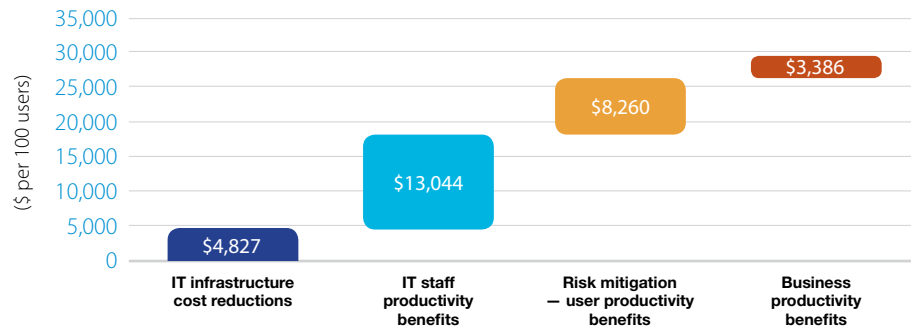 ($ per 100 users)
35,000
30,000
25,000
20,000
15,000
10,000
5,000
0
$4,827
$13,044
$8,260
$3,386
IT infrastructure
cost reductions
IT staff
productivity
benefits
Risk mitigation
— user productivity
benefits
Business
productivity
benefits